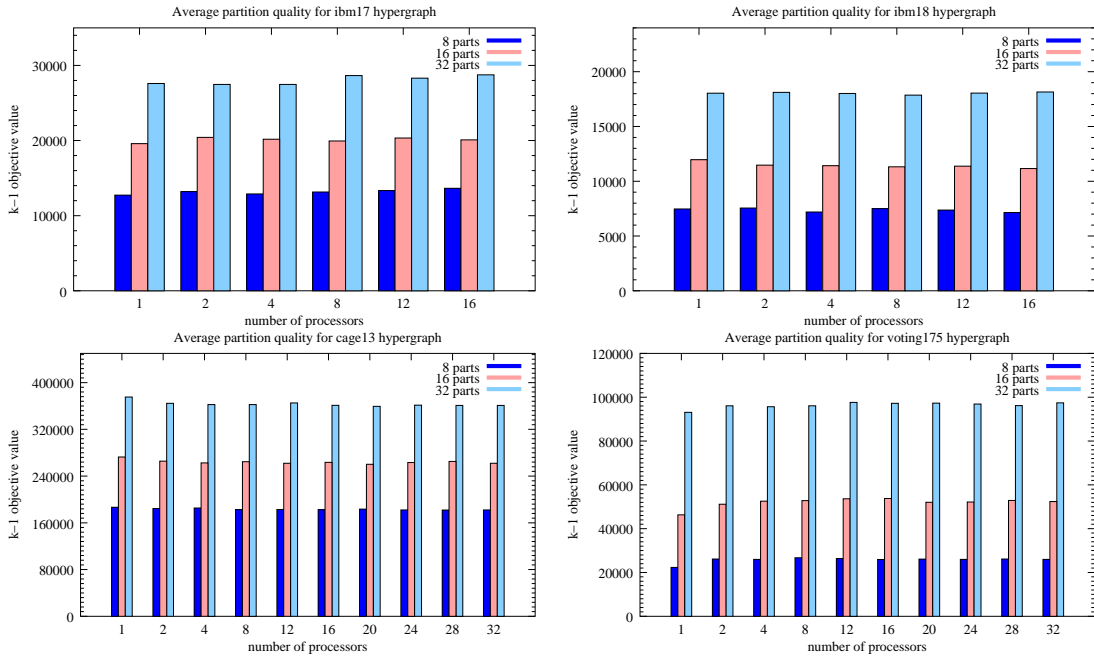 Average partition quality for ibm17 hypergraph
8 parts
16 parts
32 parts
30000
20000
10000
0
k−1 objective value
1 2 4 8 12 16
number of processors
Average partition quality for ibm18 hypergraph
8 parts
16 parts
32 parts
20000
15000
10000
5000
0
k−1 objective value
1 2 4 8 12 16
number of processors
Average partition quality for cage13 hypergraph
8 parts
16 parts
32 parts
400000
320000
240000
160000
80000
0
k−1 objective value
1 2 4 8 12 16 20 24 28 32
number of processors
Average partition quality for voting175 hypergraph
8 parts
16 parts
32 parts
120000
100000
80000
60000
40000
20000
0
k−1 objective value
1 2 4 8 12 16 20 24 28 32
number of processors